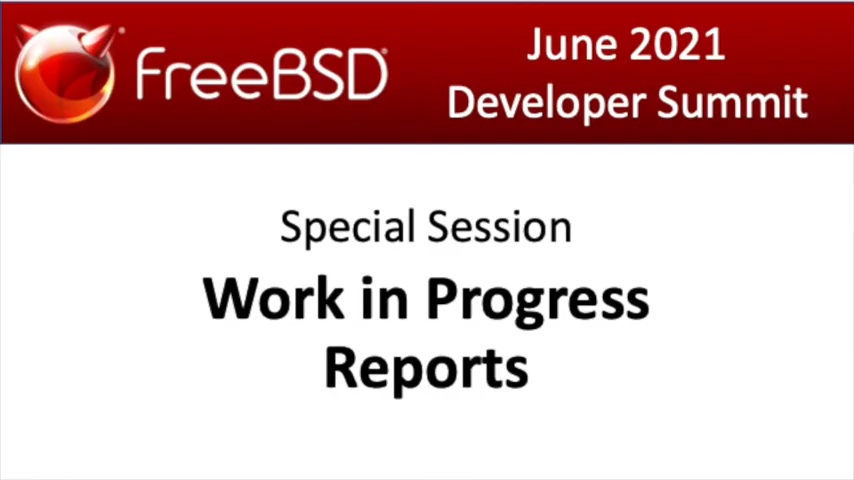 FreeBSD
June 2021
Developer Summit
Special Session
Work in Progress
Reports